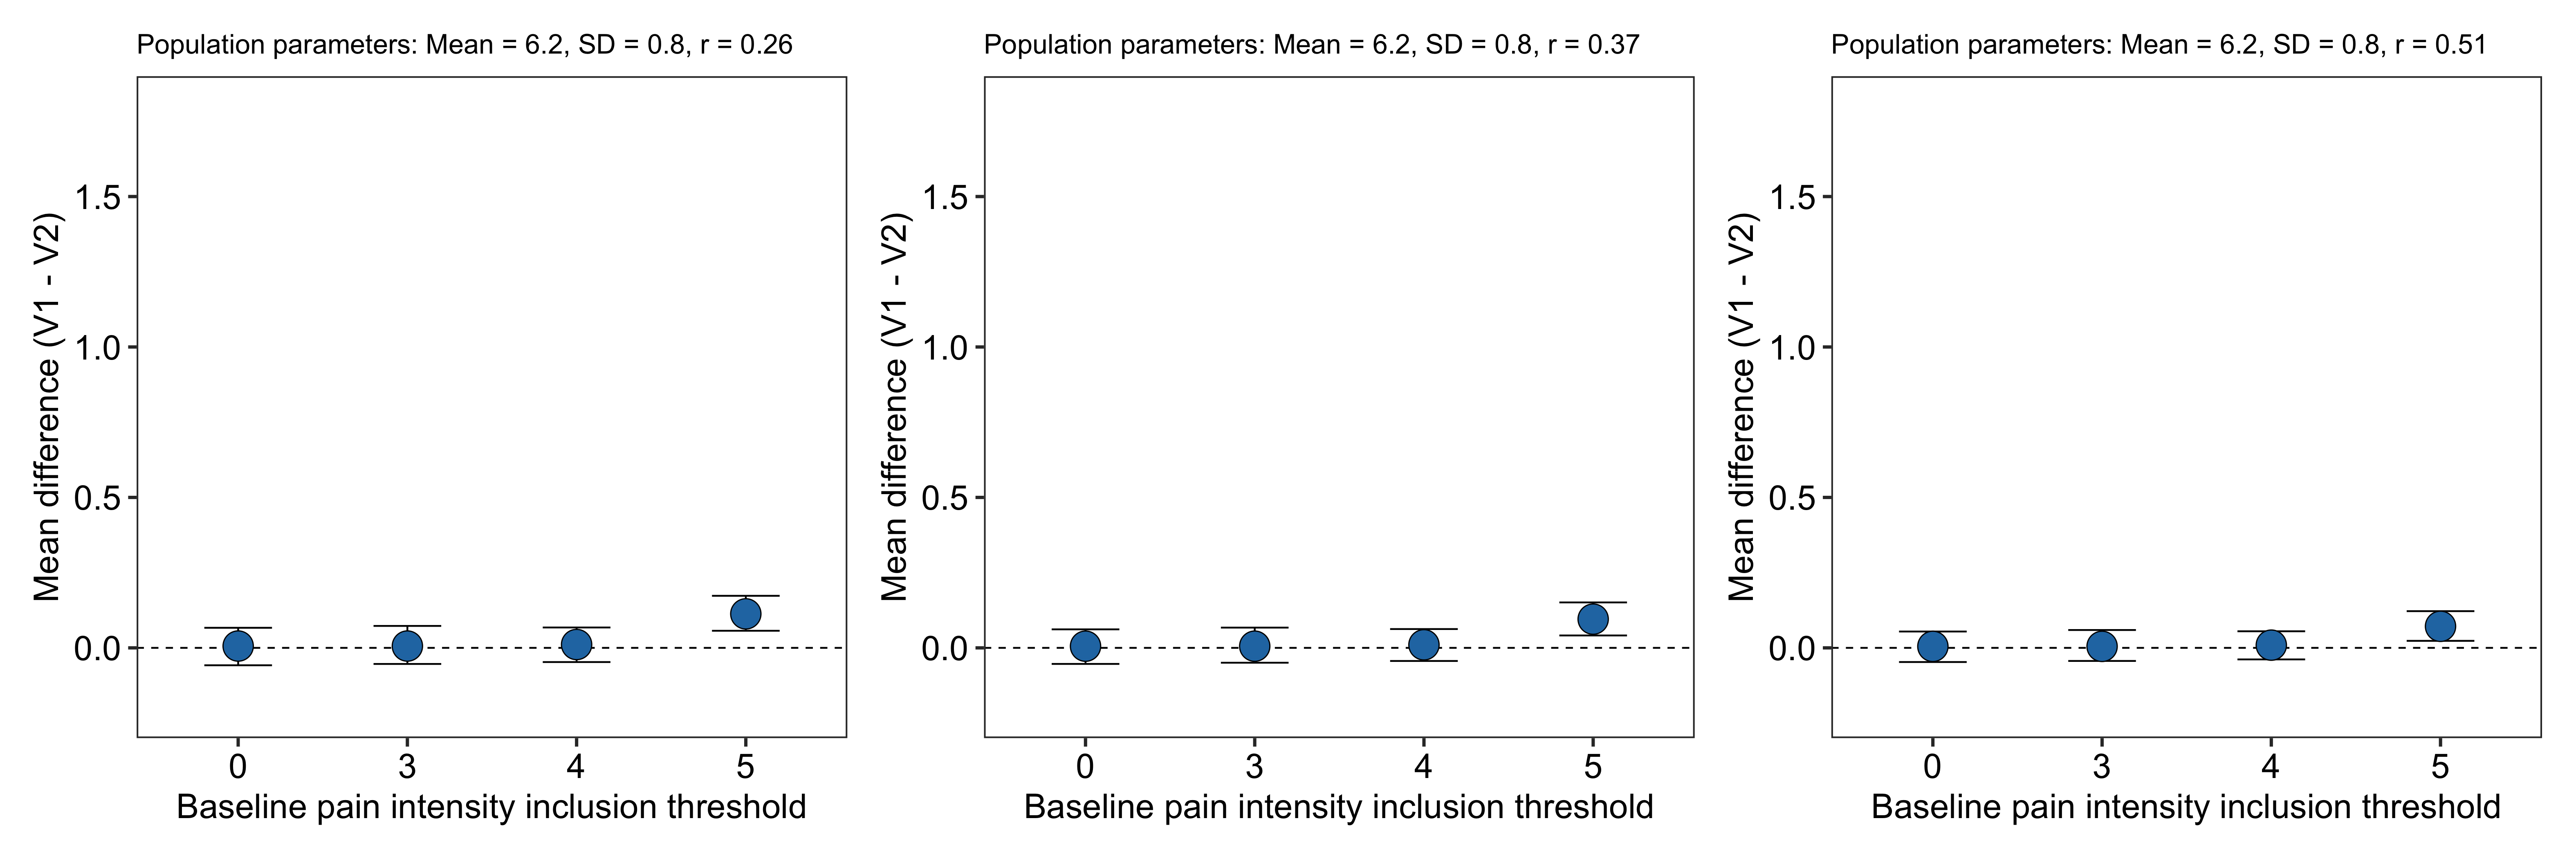 Population parameters: Mean = 6.2, SD = 0.8, r = 0.26
Mean difference (V1 - V2)
1.5
1.0
0.5
0.0
0 3 4 5
Baseline pain intensity inclusion threshold
Population parameters: Mean = 6.2, SD = 0.8, r = 0.37
Mean difference (V1 - V2)
1.5
1.0
0.5
0.0
0 3 4 5
Baseline pain intensity inclusion threshold
Population parameters: Mean = 6.2, SD = 0.8, r = 0.51
Mean difference (V1 - V2)
1.5
1.0
0.5
0.0
0 3 4 5
Baseline pain intensity inclusion threshold